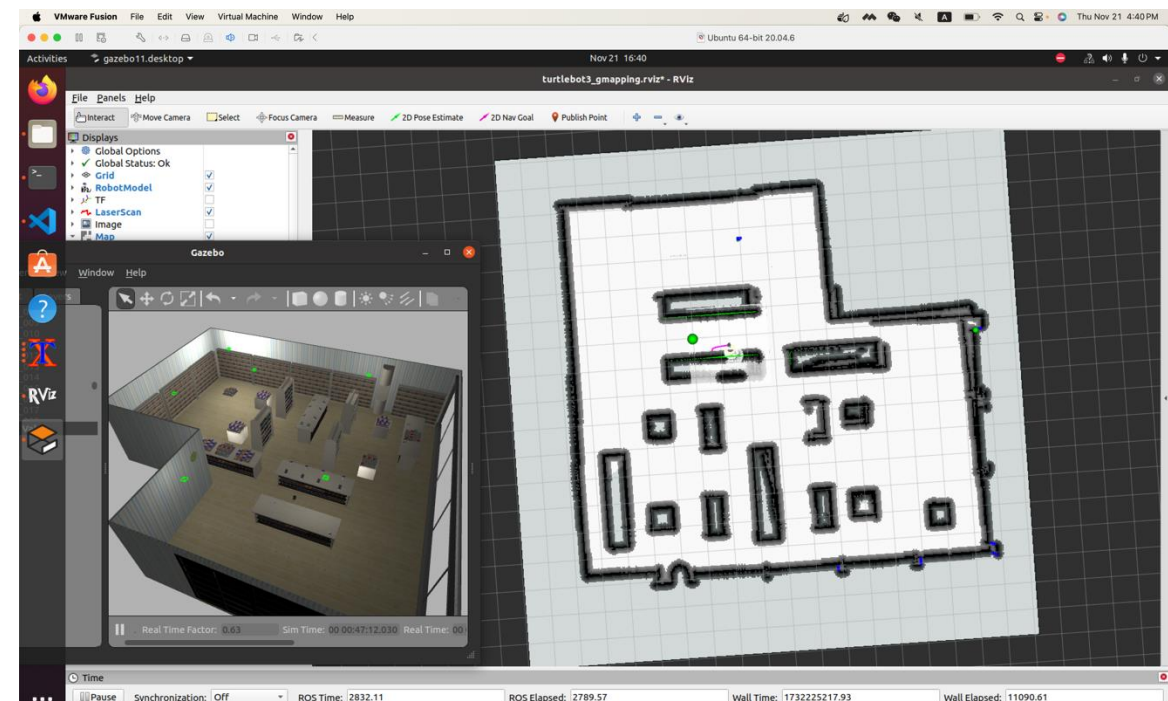 VMware Fusion File Edit View Virtual Machine Window Help
A
Thu Nov 21 4:40 PM
Ubuntu 64-bit 20.04.6
Activities gazebo11.desktop Nov 21 16:40
turtlebot3_gmapping.rviz* - RViz
File Panels Help
Interact Move Camera Select Focus Camera Measure 2D Pose Estimate 2D Nav Goal Publish Point
Displays
Global Options
Global Status: Ok
Grid
RobotModel
TF
LaserScan
Image
Map
Gazebo
Window Help
RViz
Real Time Factor: 0.63 Sim Time: 00 00:47:12.030 Real Time: 00
Time
Pause Synchronization: Off ROS Time: 2832.11 ROS Elapsed: 2789.57 Wall Time: 1732225217.93 Wall Elapsed: 11090.61